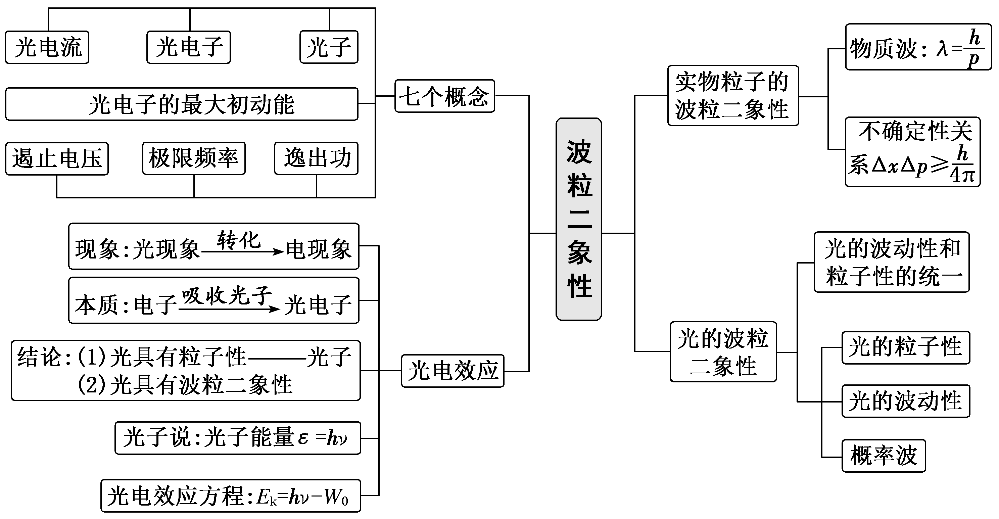 光电流
光电子
光子
光电子的最大初动能
遏止电压
极限频率
逸出功
七个概念
现象:光现象 转化 电现象
本质:电子 吸收光子 光电子
结论:(1)光具有粒子性——光子
(2)光具有波粒二象性
光子说:光子能量ε=hν
光电效应方程:Eₖ=hν-W₀
光电效应
波粒二象性
实物粒子的
波粒二象性
物质波: λ=h/p
不确定性关
系ΔxΔp⩾h/4π
光的波粒
二象性
光的波动性和
粒子性的统一
光的粒子性
光的波动性
概率波